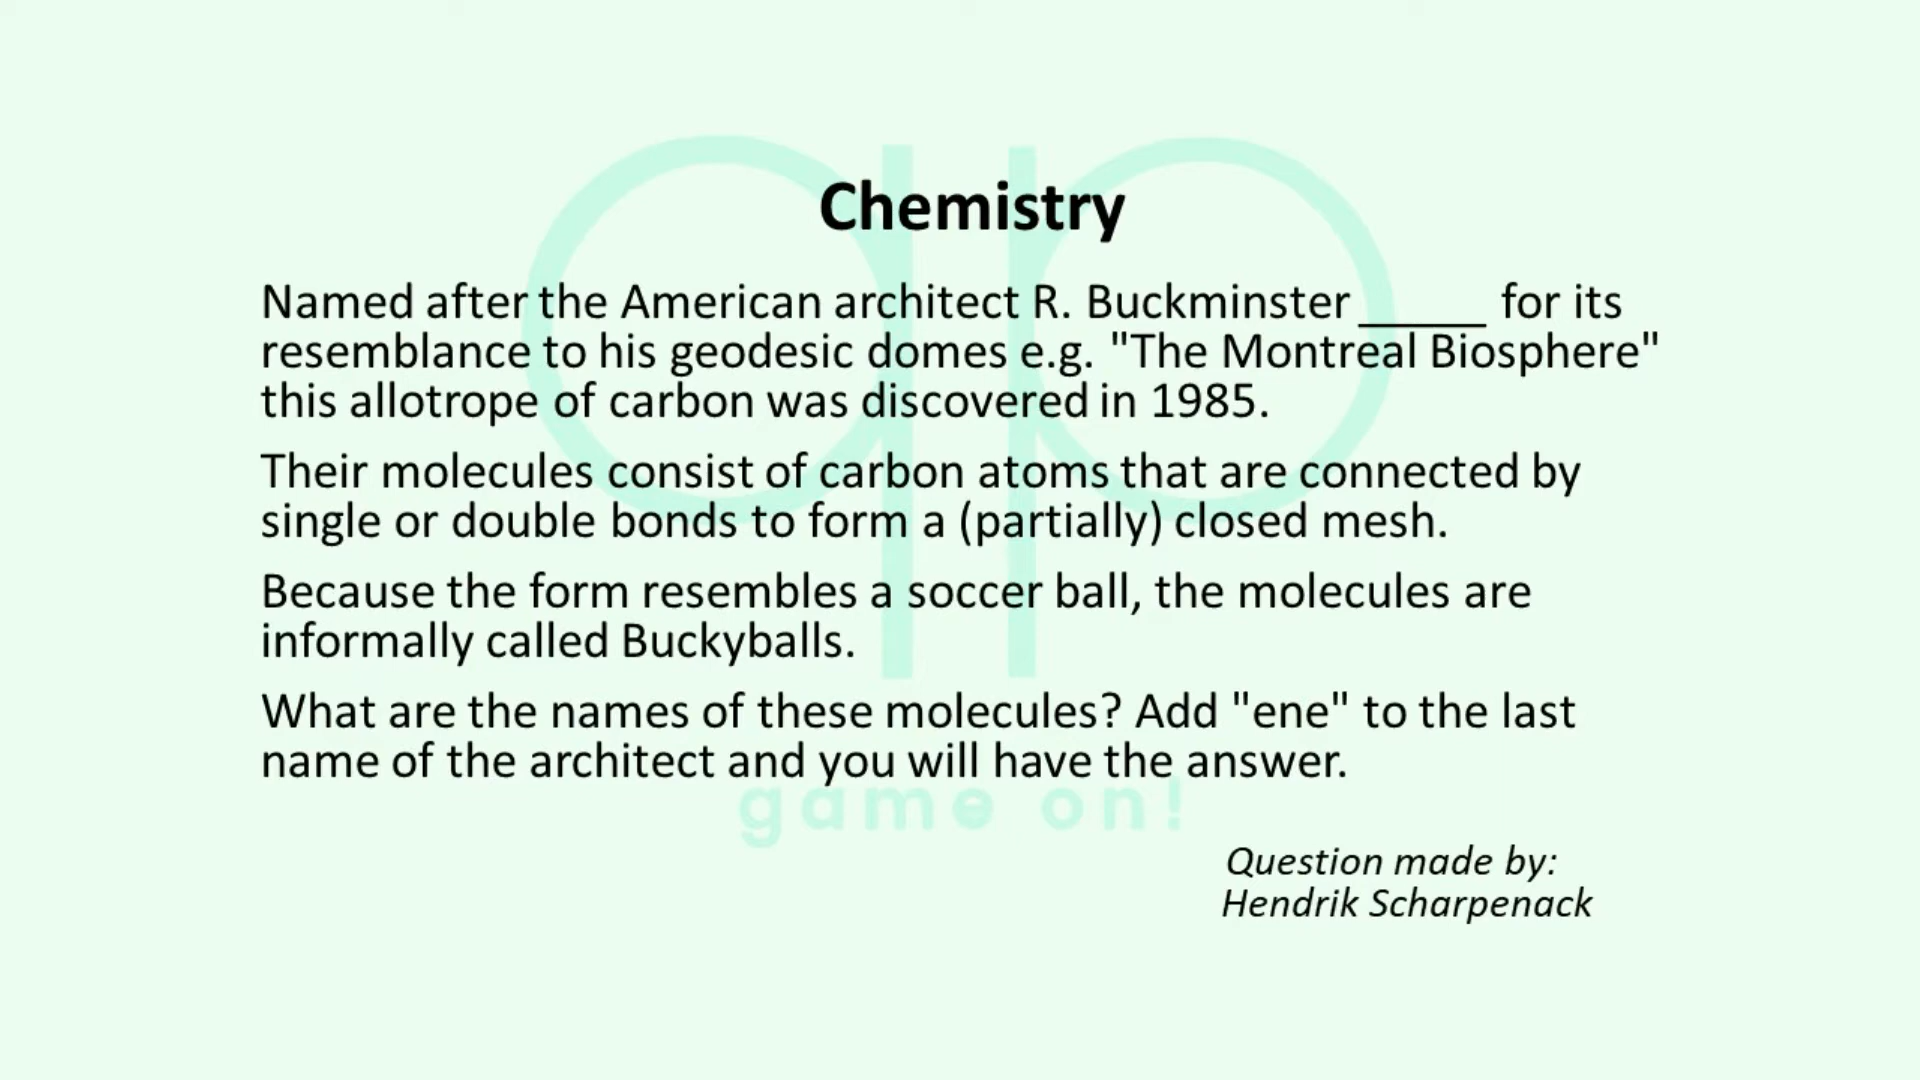 Chemistry
Named after the American architect R. Buckminster _____ for its
resemblance to his geodesic domes e.g. "The Montreal Biosphere"
this allotrope of carbon was discovered in 1985.
Their molecules consist of carbon atoms that are connected by
single or double bonds to form a (partially) closed mesh.
Because the form resembles a soccer ball, the molecules are
informally called Buckyballs.
What are the names of these molecules? Add "ene" to the last
name of the architect and you will have the answer.
game on!
Question made by:
Hendrik Scharpenack